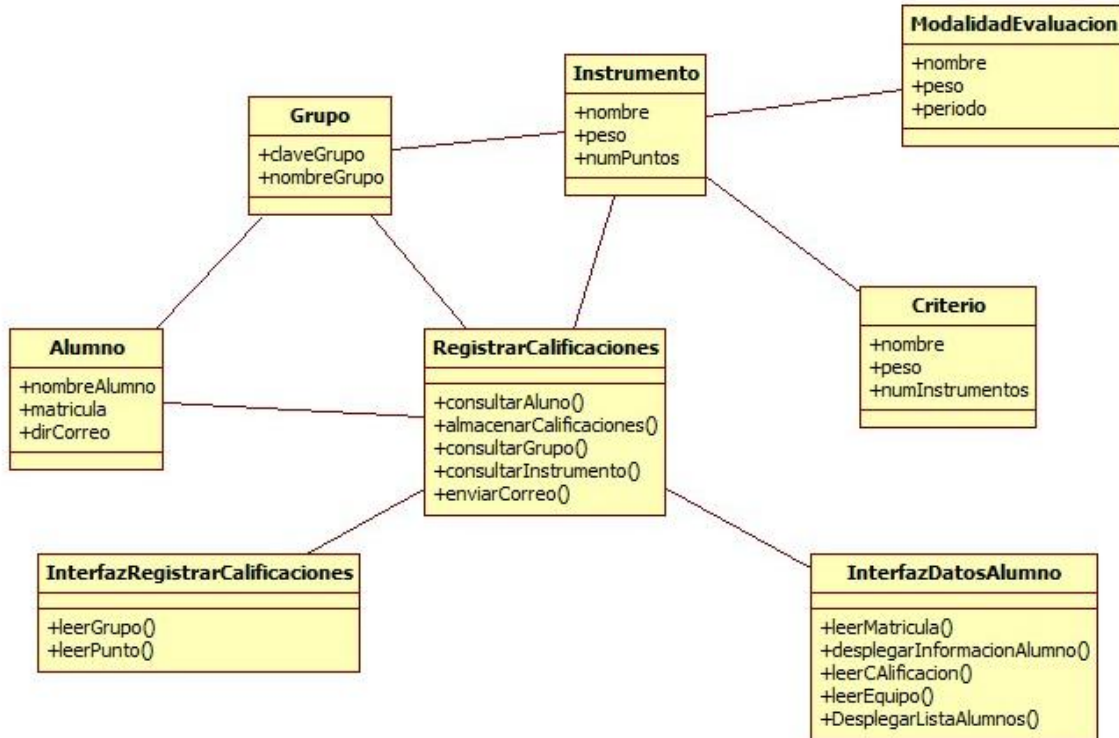 ModalidadEvaluacion
+nombre
+peso
+periodo
Instrumento
+nombre
+peso
+numPuntos
Grupo
+claveGrupo
+nombreGrupo
Criterio
+nombre
+peso
+numInstrumentos
Alumno
+nombreAlumno
+matricula
+dirCorreo
RegistrarCalificaciones
+consultarAluno()
+almacenarCalificaciones()
+consultarGrupo()
+consultarInstrumento()
+enviarCorreo()
InterfazRegistrarCalificaciones
+leerGrupo()
+leerPunto()
InterfazDatosAlumno
+leerMatricula()
+desplegarInformacionAlumno()
+leerCAlificacion()
+leerEquipo()
+DesplegarListaAlumnos()